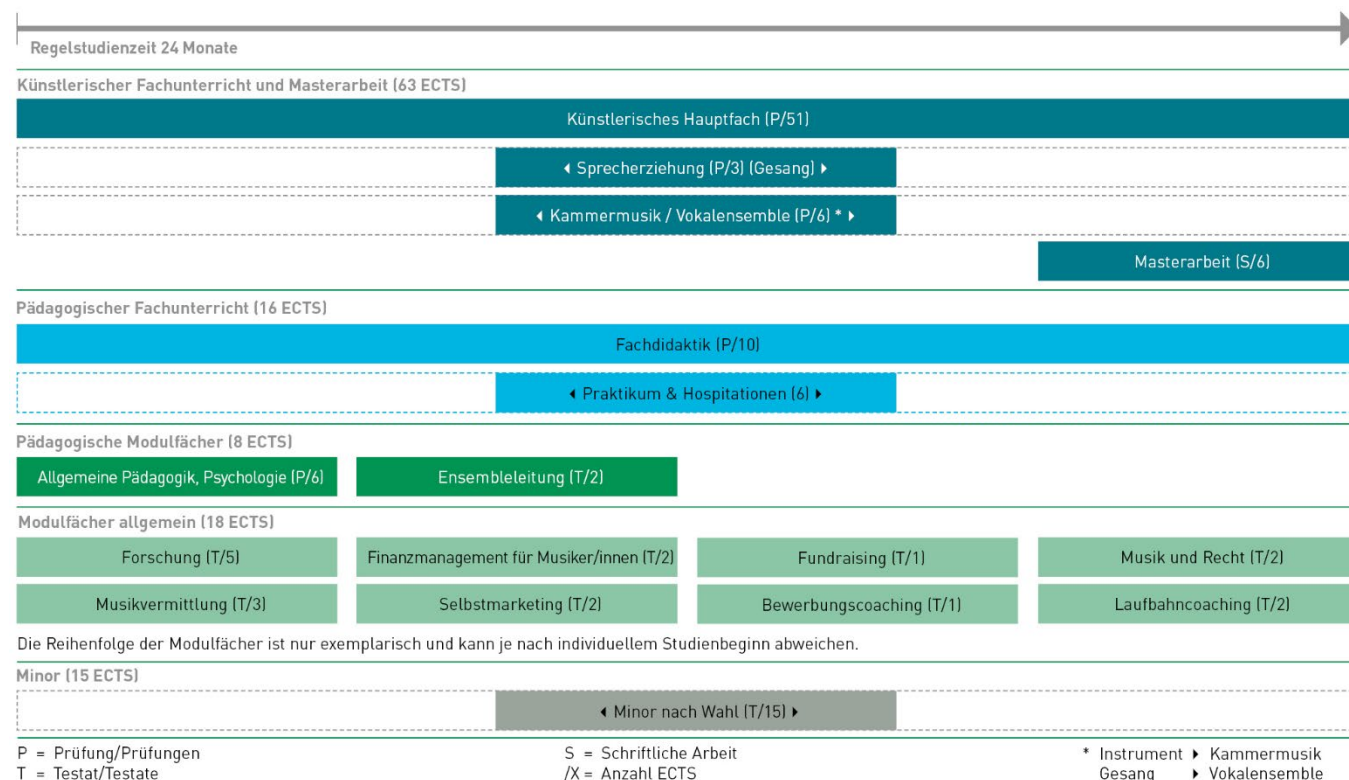 Regelstudienzeit 24 Monate
Künstlerischer Fachunterricht und Masterarbeit (63 ECTS)
Künstlerisches Hauptfach (P/51)
◂ Sprecherziehung (P/3) (Gesang) ▸
◂ Kammermusik / Vokalensemble (P/6) * ▸
Masterarbeit (S/6)
Pädagogischer Fachunterricht (16 ECTS)
Fachdidaktik (P/10)
◂ Praktikum & Hospitationen (6) ▸
Pädagogische Modulfächer (8 ECTS)
Allgemeine Pädagogik, Psychologie (P/6) Ensembleleitung (T/2)
Modulfächer allgemein (18 ECTS)
Forschung (T/5) Finanzmanagement für Musiker/innen (T/2) Fundraising (T/1) Musik und Recht (T/2)
Musikvermittlung (T/3) Selbstmarketing (T/2) Bewerbungscoaching (T/1) Laufbahncoaching (T/2)
Die Reihenfolge der Modulfächer ist nur exemplarisch und kann je nach individuellem Studienbeginn abweichen.
Minor (15 ECTS)
◂ Minor nach Wahl (T/15) ▸
P = Prüfung/Prüfungen S = Schriftliche Arbeit * Instrument ▸ Kammermusik
T = Testat/Testate /X = Anzahl ECTS Gesang ▸ Vokalensemble